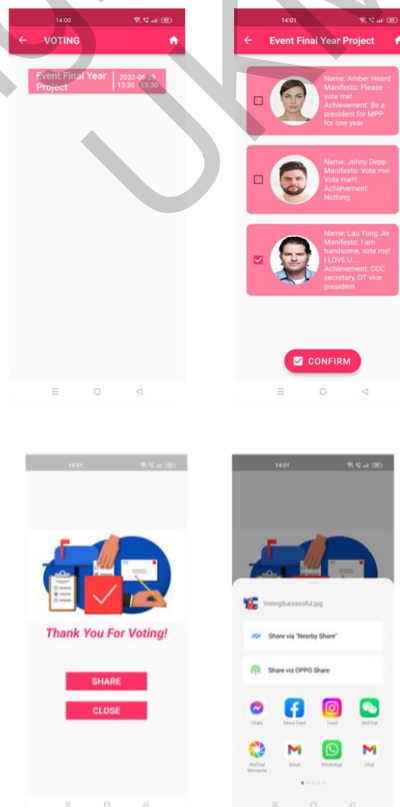 14:00
VOTING
Event Final Year
Project
2022-06-29
13:30 - 15:30
14:01
Event Final Year Project
Name: Amber Heard
Manifesto: Please
vote me!
Achievement: Be a
president for MPP
for one year
Name: Johny Depp
Manifesto: Vote me!
Vote me!!!
Achievement:
Nothing
Name: Lau Yong Jie
Manifesto: I am
handsome, vote me!
I LOVE U...
Achievement: CCC
secretary, OT vice
president
CONFIRM
14:01
Thank You For Voting!
SHARE
CLOSE
14:01
VotingSuccessful.jpg
Share via "Nearby Share"
Share via OPPO Share
Chats
News Feed
Feed
WeChat
WeChat
Moments
Gmail
WhatsApp
Chat